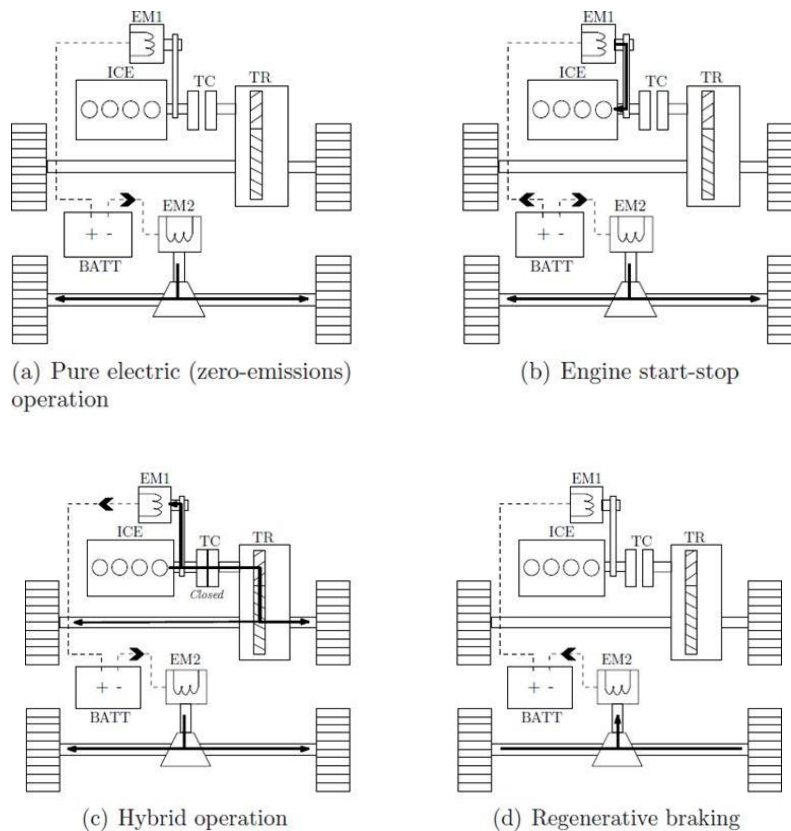 EM1
ICE
TC
TR
EM2
+ -
BATT
(a) Pure electric (zero-emissions)
operation
EM1
ICE
TC
TR
EM2
+ -
BATT
(b) Engine start-stop
EM1
ICE
TC
TR
Closed
EM2
+ -
BATT
(c) Hybrid operation
EM1
ICE
TC
TR
EM2
+ -
BATT
(d) Regenerative braking